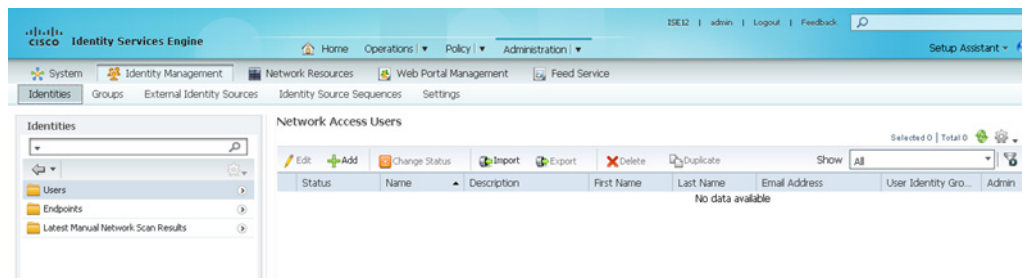 ISE12 | admin | Logout | Feedback
CISCO Identity Services Engine
Home Operations | Policy | Administration |
Setup Assistant
System Identity Management Network Resources Web Portal Management Feed Service
Identities Groups External Identity Sources Identity Source Sequences Settings
Identities
Users
Endpoints
Latest Manual Network Scan Results
Network Access Users
Selected 0 | Total 0
Edit Add Change Status Import Export Delete Duplicate Show All
Status Name Description First Name Last Name Email Address User Identity Gro... Admin
No data available